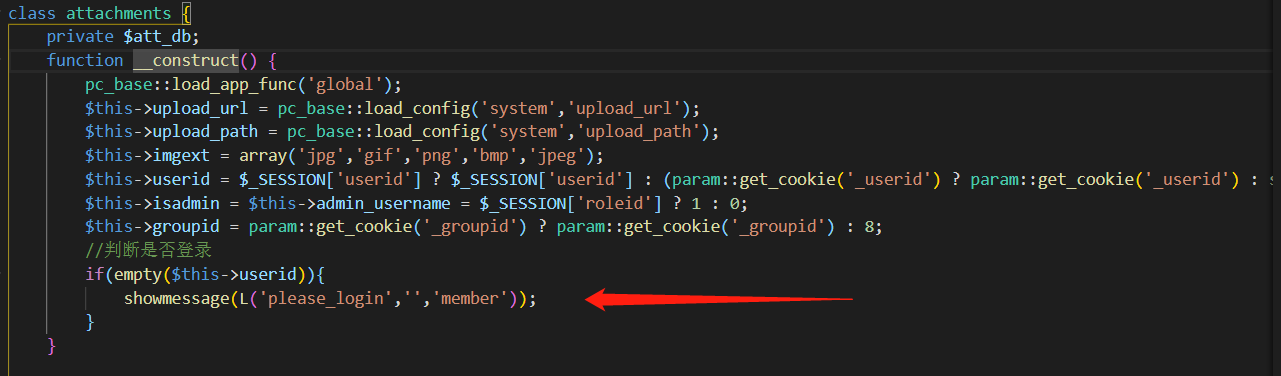 class attachments {
private $att_db;
function __construct() {
pc_base::load_app_func('global');
$this->upload_url = pc_base::load_config('system','upload_url');
$this->upload_path = pc_base::load_config('system','upload_path');
$this->imgext = array('jpg','gif','png','bmp','jpeg');
$this->userid = $_SESSION['userid'] ? $_SESSION['userid'] : (param::get_cookie('_userid') ? param::get_cookie('_userid') :
$this->isadmin = $this->admin_username = $_SESSION['roleid'] ? 1 : 0;
$this->groupid = param::get_cookie('_groupid') ? param::get_cookie('_groupid') : 8;
//判断是否登录
if(empty($this->userid)){
showmessage(L('please_login','','member'));
}
}